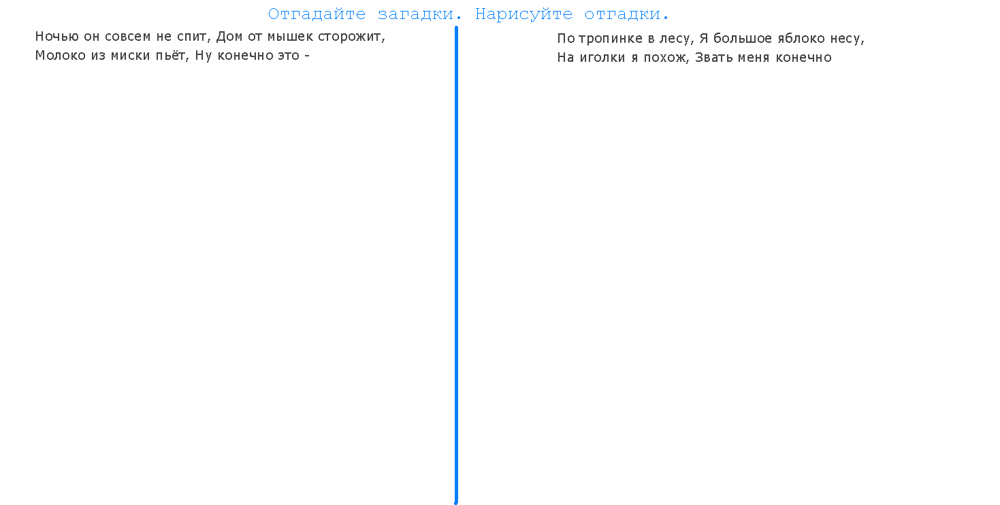 Отгадайте загадки. Нарисуйте отгадки.
Ночью он совсем не спит, Дом от мышек сторожит,
Молоко из миски пьёт, Ну конечно это -
По тропинке в лесу, Я большое яблоко несу,
На иголки я похож, Звать меня конечно